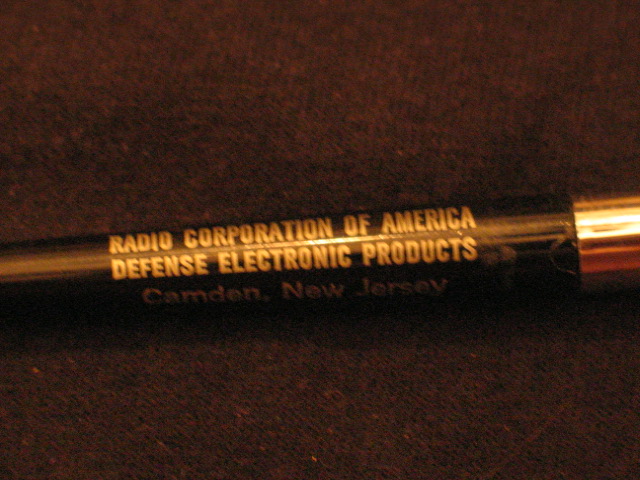 RADIO CORPORATION OF AMERICA
DEFENSE ELECTRONIC PRODUCTS
Camden, New Jersey